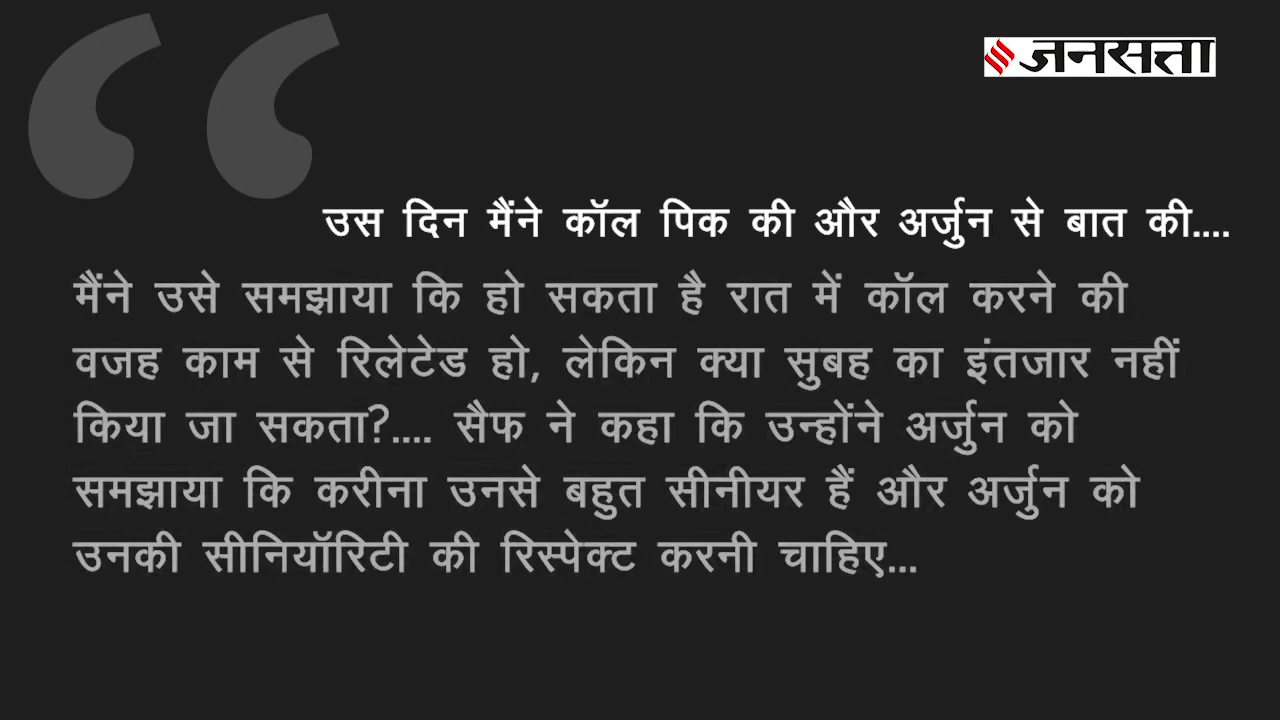 जनसत्ता
उस दिन मैंने कॉल पिक की और अर्जुन से बात की....
मैंने उसे समझाया कि हो सकता है रात में कॉल करने की
वजह काम से रिलेटेड हो, लेकिन क्या सुबह का इंतजार नहीं
किया जा सकता?.... सैफ ने कहा कि उन्होंने अर्जुन को
समझाया कि करीना उनसे बहुत सीनीयर हैं और अर्जुन को
उनकी सीनियॉरिटी की रिस्पेक्ट करनी चाहिए...